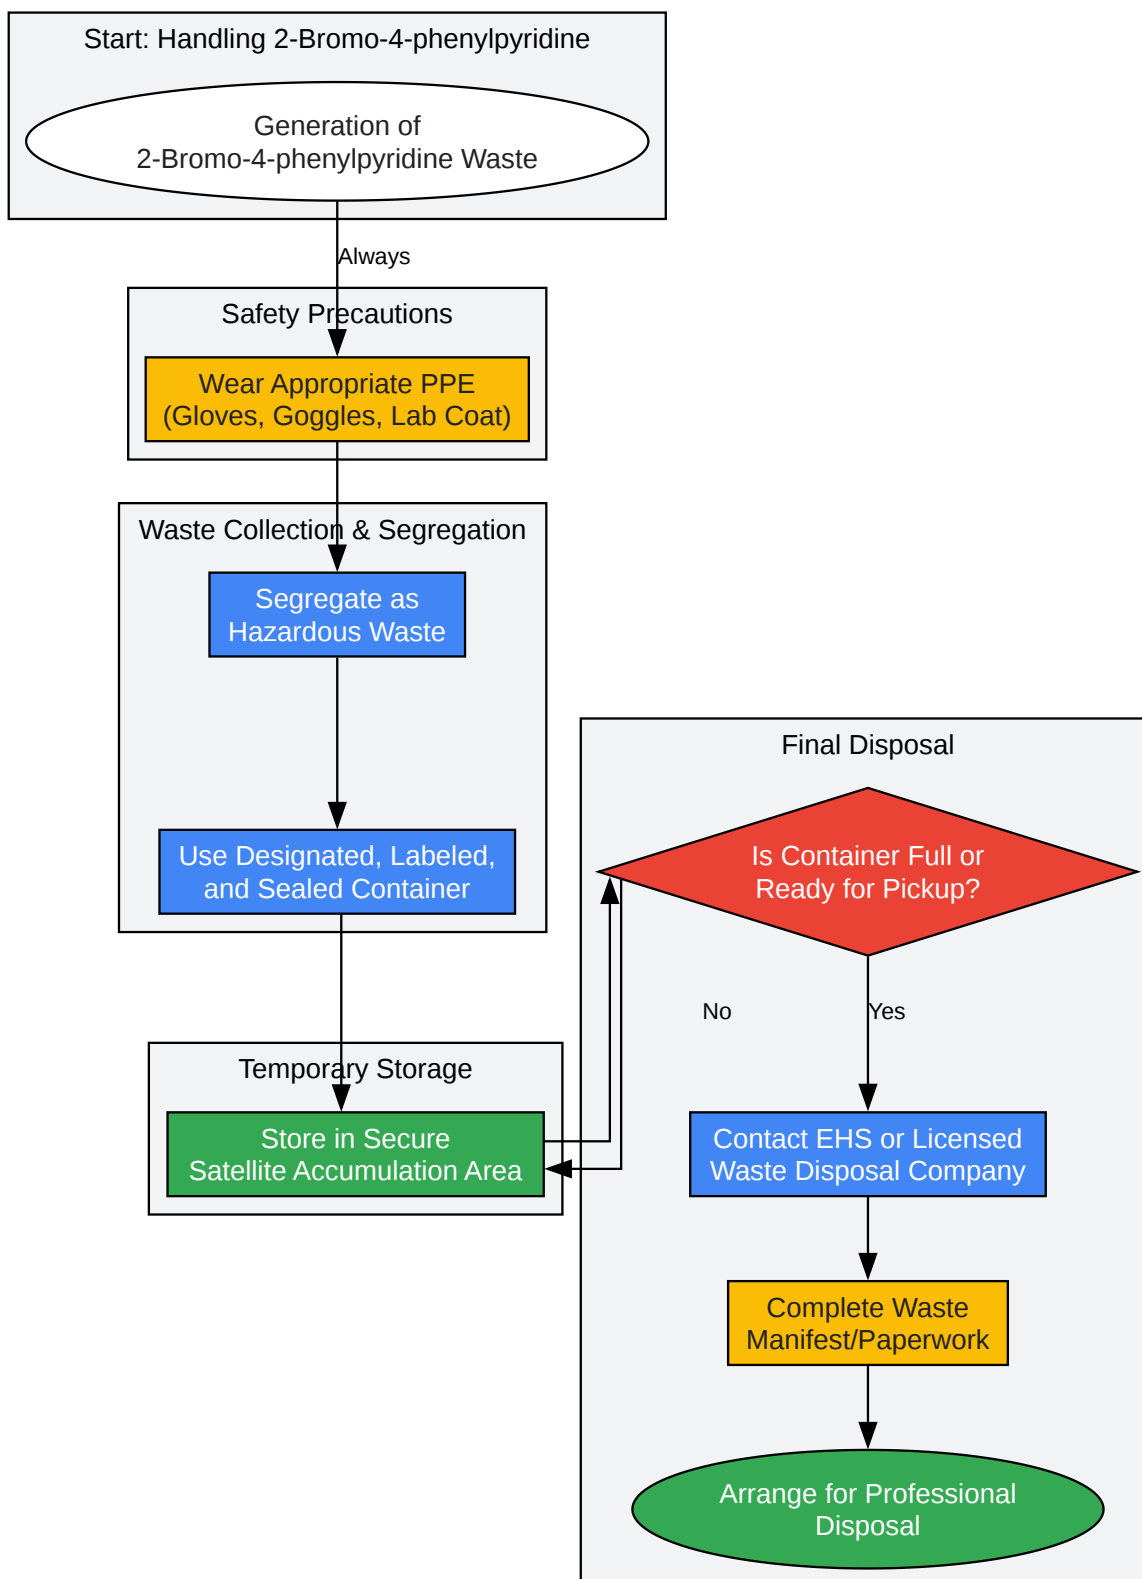 Start: Handling 2-Bromo-4-phenylpyridine
Generation of
2-Bromo-4-phenylpyridine Waste
Always
Safety Precautions
Wear Appropriate PPE
(Gloves, Goggles, Lab Coat)
Waste Collection & Segregation
Segregate as
Hazardous Waste
Use Designated, Labeled,
and Sealed Container
Temporary Storage
Store in Secure
Satellite Accumulation Area
Final Disposal
Is Container Full or
Ready for Pickup?
No
Yes
Contact EHS or Licensed
Waste Disposal Company
Complete Waste
Manifest/Paperwork
Arrange for Professional
Disposal